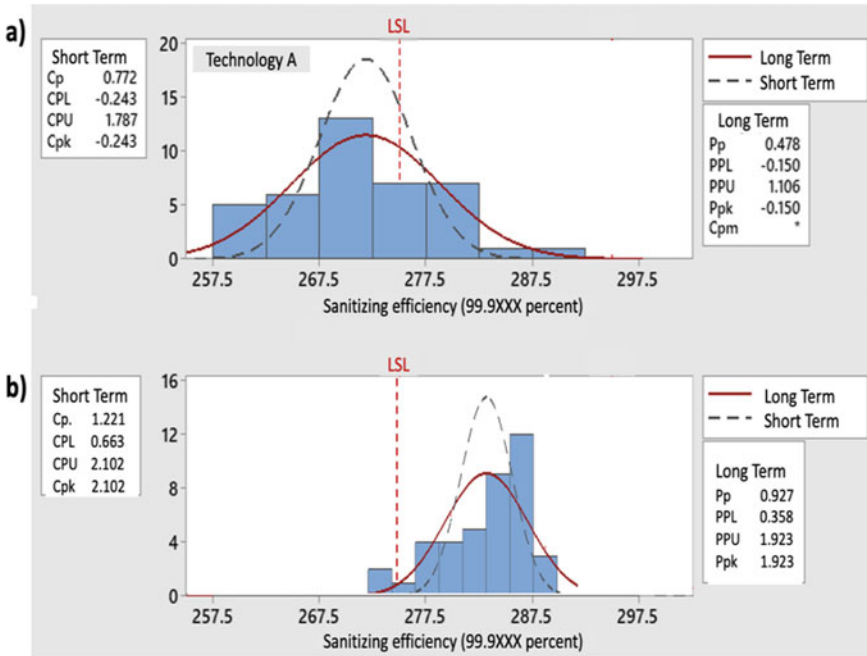 a)
LSL
Short Term
Cp 0.772
CPL -0.243
CPU 1.787
Cpk -0.243
20
15
10
5
0
Technology A
Long Term
Short Term
Long Term
Pp 0.478
PPL -0.150
PPU 1.106
Ppk -0.150
Cpm *
257.5 267.5 277.5 287.5 297.5
Sanitizing efficiency (99.9XXX percent)
b)
LSL
Short Term
Cp. 1.221
CPL 0.663
CPU 2.102
Cpk 2.102
16
12
8
4
0
Long Term
Short Term
Long Term
Pp 0.927
PPL 0.358
PPU 1.923
Ppk 1.923
257.5 267.5 277.5 287.5 297.5
Sanitizing efficiency (99.9XXX percent)